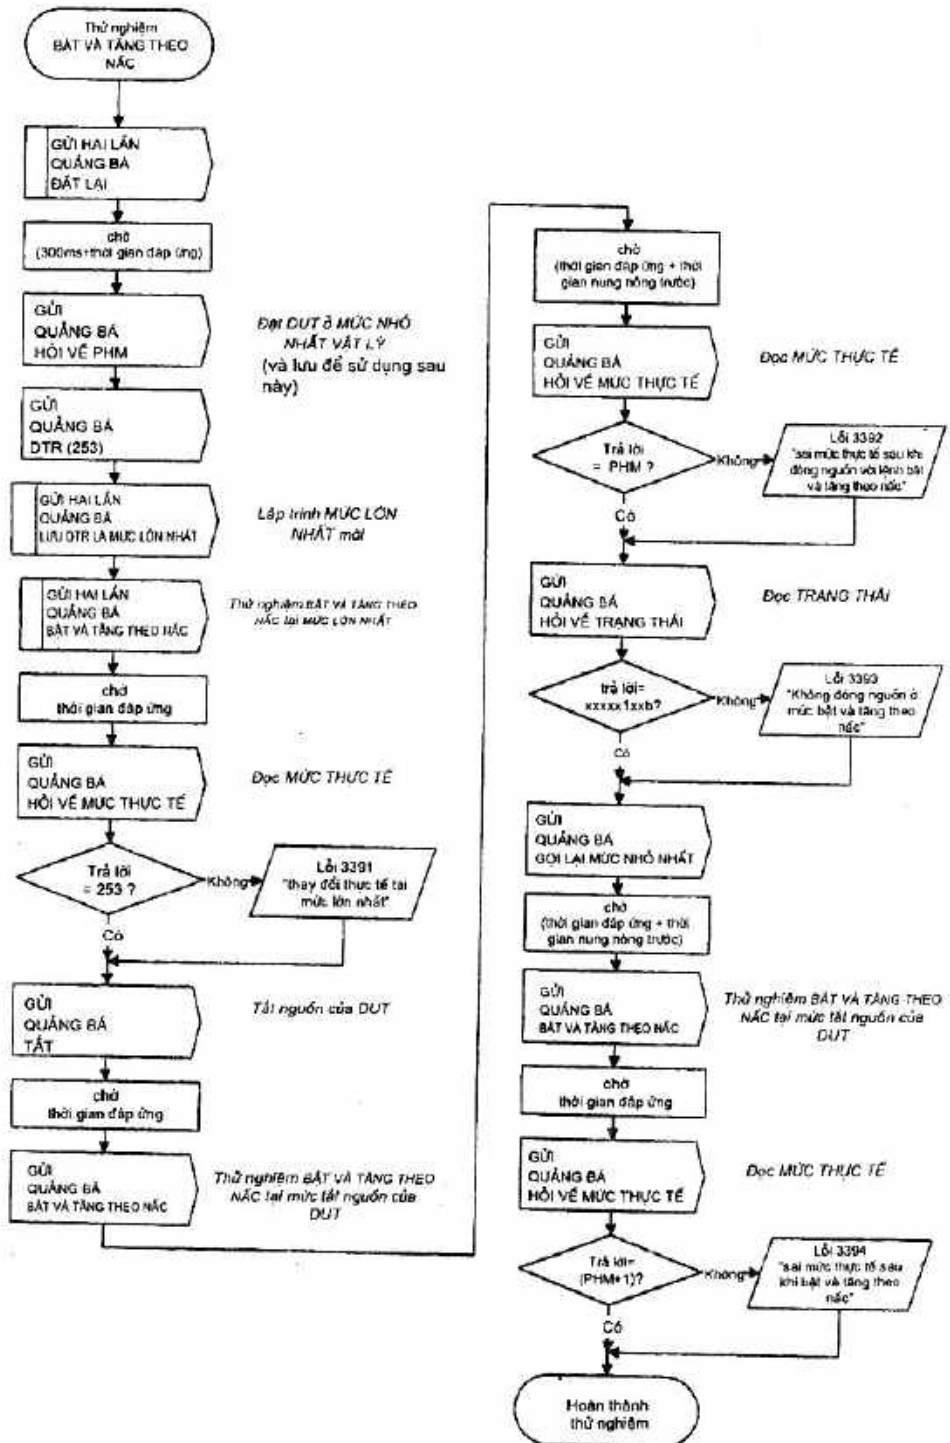 Thử nghiệm
BẬT VÀ TĂNG THEO
NẤC
GỬI HAI LẦN
QUẢNG BÁ
ĐẶT LẠI
chờ
(300ms+thời gian đáp ứng)
GỬI
QUẢNG BÁ
HỎI VỀ PHM
Đặt DUT ở MỨC NHỎ
NHẤT VẬT LÝ
(và lưu để sử dụng sau
này)
GỬI
QUẢNG BÁ
DTR (253)
GỬI HAI LẦN
QUẢNG BÁ
LƯU DTR LÀ MỨC LỚN NHẤT
Lập trình MỨC LỚN
NHẤT mới
GỬI HAI LẦN
QUẢNG BÁ
BẬT VÀ TĂNG THEO NẤC
Thử nghiệm BẬT VÀ TĂNG THEO
NẤC tại MỨC LỚN NHẤT
chờ
thời gian đáp ứng
GỬI
QUẢNG BÁ
HỎI VỀ MỨC THỰC TẾ
Đọc MỨC THỰC TẾ
Trả lời
= 253 ?
Không
Lỗi 3391
"thay đổi thực tế tại
mức lớn nhất"
Có
GỬI
QUẢNG BÁ
TẮT
Tắt nguồn của DUT
chờ
thời gian đáp ứng
GỬI
QUẢNG BÁ
BẬT VÀ TĂNG THEO NẤC
Thử nghiệm BẬT VÀ TĂNG THEO
NẤC tại mức tắt nguồn của
DUT
chờ
(thời gian đáp ứng + thời
gian nung nóng trước)
GỬI
QUẢNG BÁ
HỎI VỀ MỨC THỰC TẾ
Đọc MỨC THỰC TẾ
Trả lời
= PHM ?
Không
Lỗi 3392
"sai mức thực tế sau khi
đóng nguồn với lệnh bật
và tăng theo nấc"
Có
GỬI
QUẢNG BÁ
HỎI VỀ TRẠNG THÁI
Đọc TRẠNG THÁI
trả lời=
xxxxx1xxb?
Không
Lỗi 3393
"Không đóng nguồn ở
mức bật và tăng theo
nấc"
Có
GỬI
QUẢNG BÁ
GỌI LẠI MỨC NHỎ NHẤT
chờ
(thời gian đáp ứng + thời
gian nung nóng trước)
GỬI
QUẢNG BÁ
BẬT VÀ TĂNG THEO NẤC
Thử nghiệm BẬT VÀ TĂNG THEO
NẤC tại mức tắt nguồn của
DUT
chờ
thời gian đáp ứng
GỬI
QUẢNG BÁ
HỎI VỀ MỨC THỰC TẾ
Đọc MỨC THỰC TẾ
Trả lời=
(PHM+1)?
Không
Lỗi 3394
"sai mức thực tế sau
khi bật và tăng theo
nấc"
Có
Hoàn thành
thử nghiệm